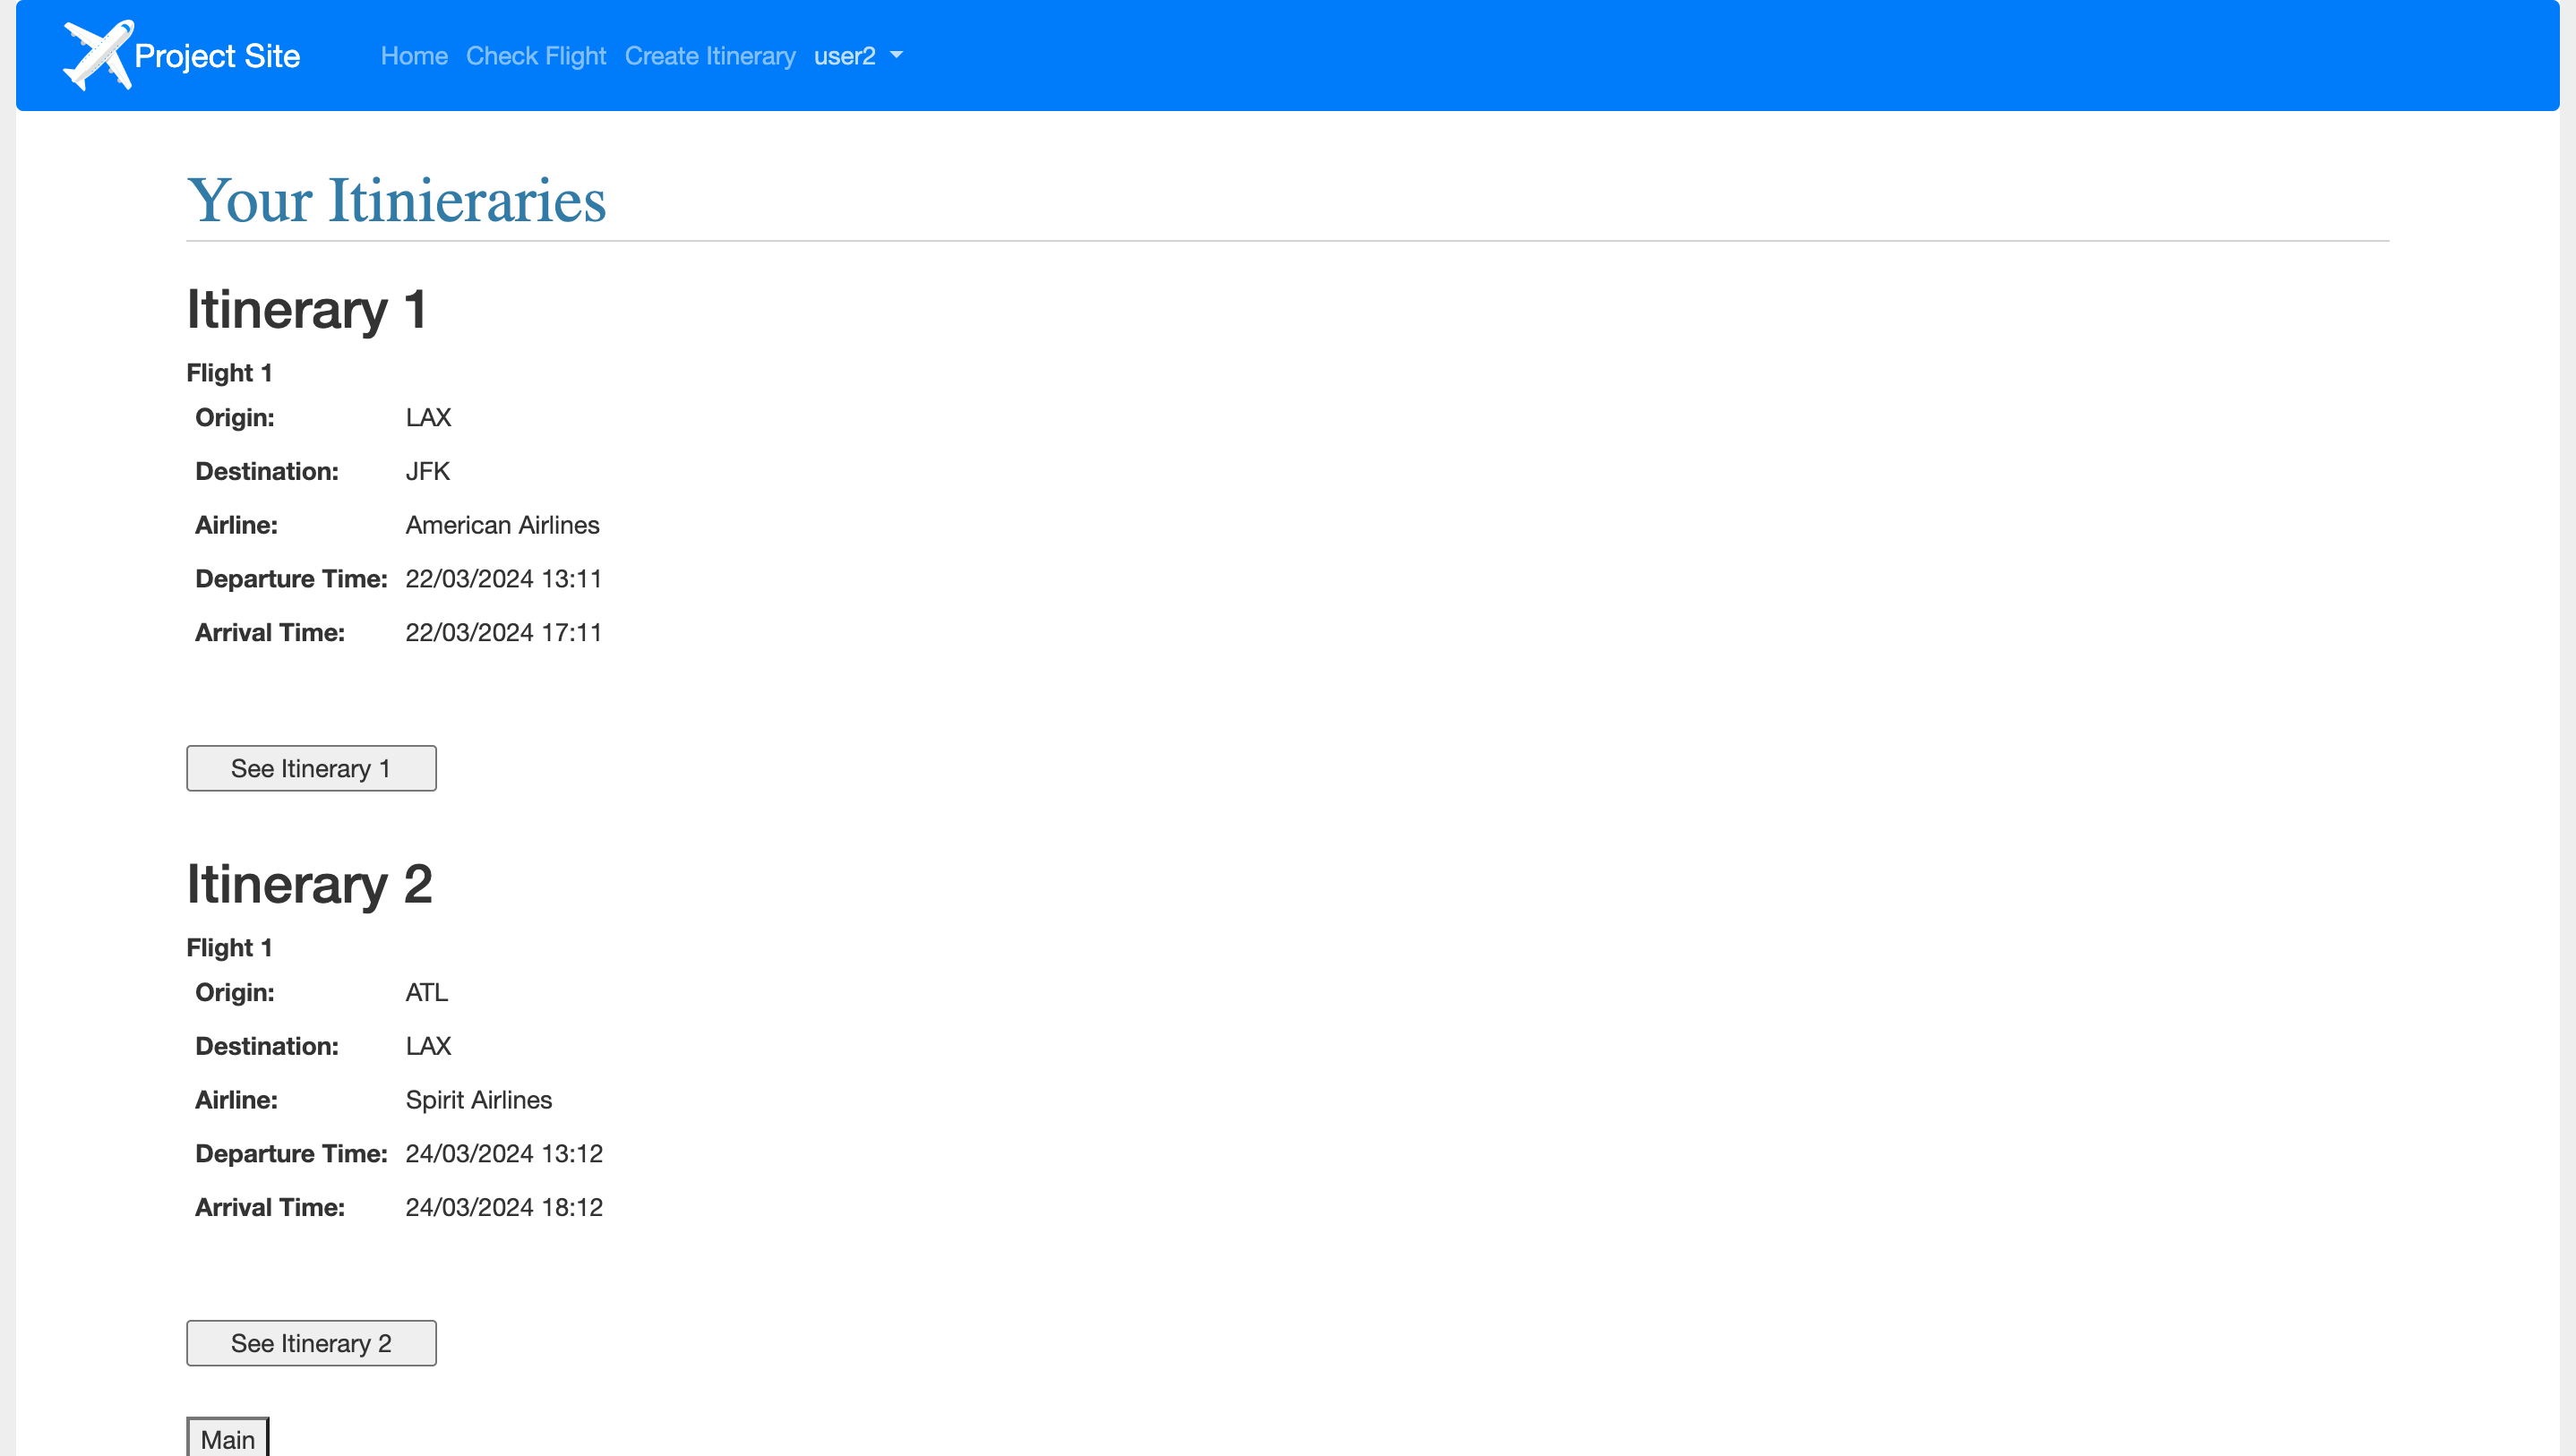 Project Site Home Check Flight Create Itinerary user2
Your Itinieraries
Itinerary 1
Flight 1
Origin: LAX
Destination: JFK
Airline: American Airlines
Departure Time: 22/03/2024 13:11
Arrival Time: 22/03/2024 17:11
See Itinerary 1
Itinerary 2
Flight 1
Origin: ATL
Destination: LAX
Airline: Spirit Airlines
Departure Time: 24/03/2024 13:12
Arrival Time: 24/03/2024 18:12
See Itinerary 2
Main